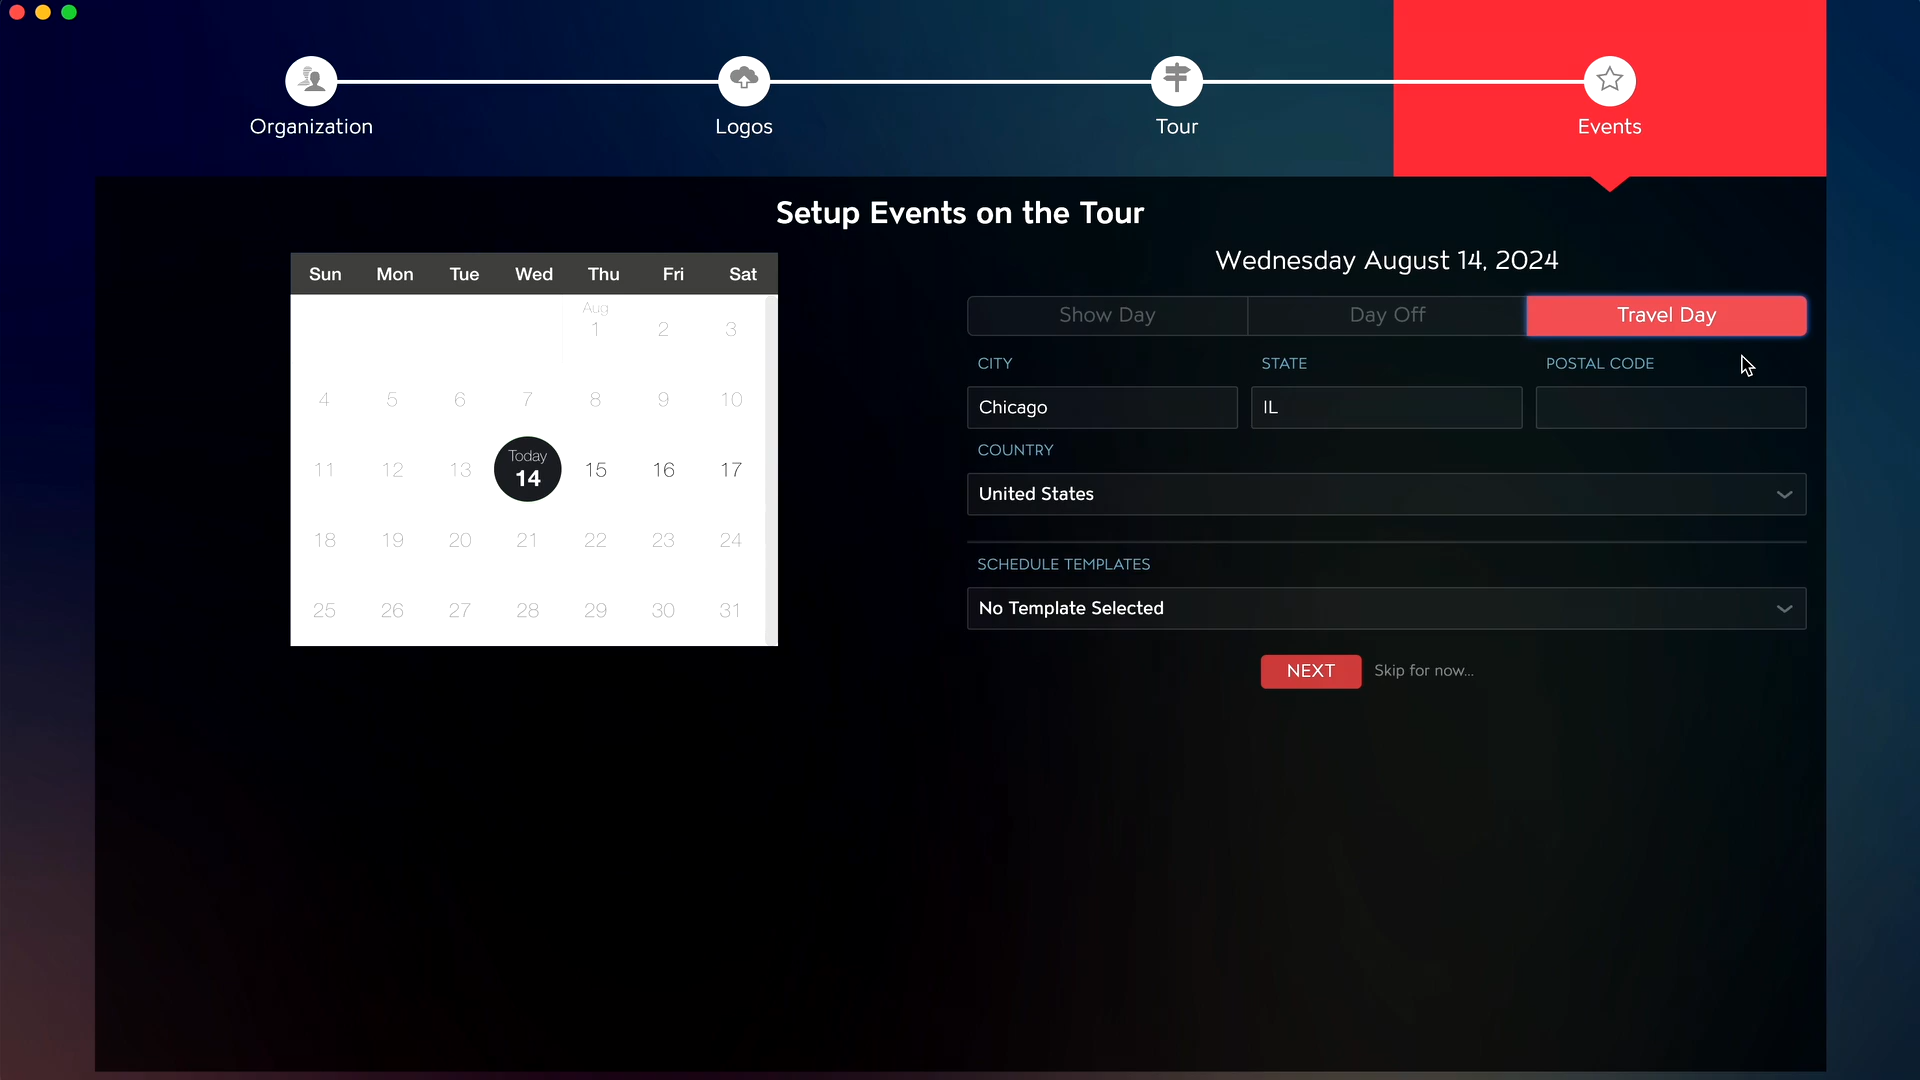 Organization
Logos
Tour
Events
Setup Events on the Tour
Sun Mon Tue Wed Thu Fri Sat
Aug
1 2 3
4 5 6 7 8 9 10
Today
11 12 13 14 15 16 17
18 19 20 21 22 23 24
25 26 27 28 29 30 31
Wednesday August 14, 2024
Show Day Day Off Travel Day
CITY STATE POSTAL CODE
Chicago IL
COUNTRY
United States
SCHEDULE TEMPLATES
No Template Selected
NEXT Skip for now...